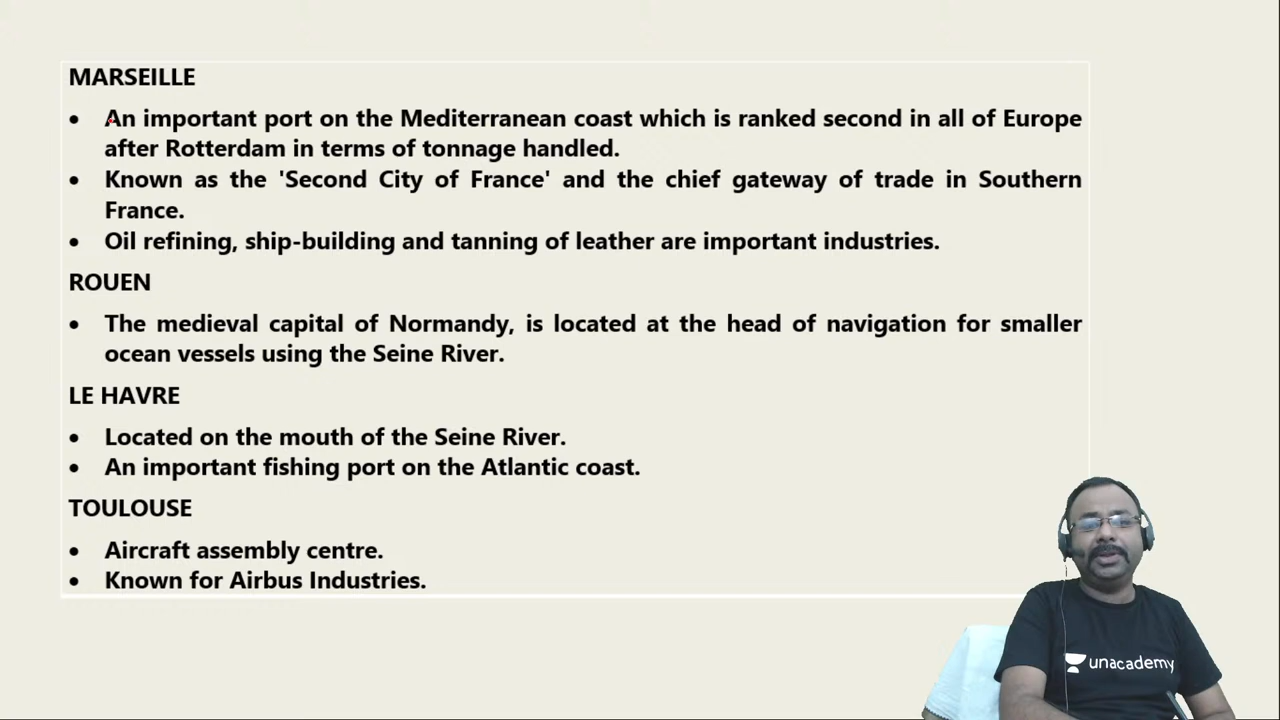 MARSEILLE
• An important port on the Mediterranean coast which is ranked second in all of Europe
after Rotterdam in terms of tonnage handled.
• Known as the 'Second City of France' and the chief gateway of trade in Southern
France.
• Oil refining, ship-building and tanning of leather are important industries.
ROUEN
• The medieval capital of Normandy, is located at the head of navigation for smaller
ocean vessels using the Seine River.
LE HAVRE
• Located on the mouth of the Seine River.
• An important fishing port on the Atlantic coast.
TOULOUSE
• Aircraft assembly centre.
• Known for Airbus Industries.
unacademy